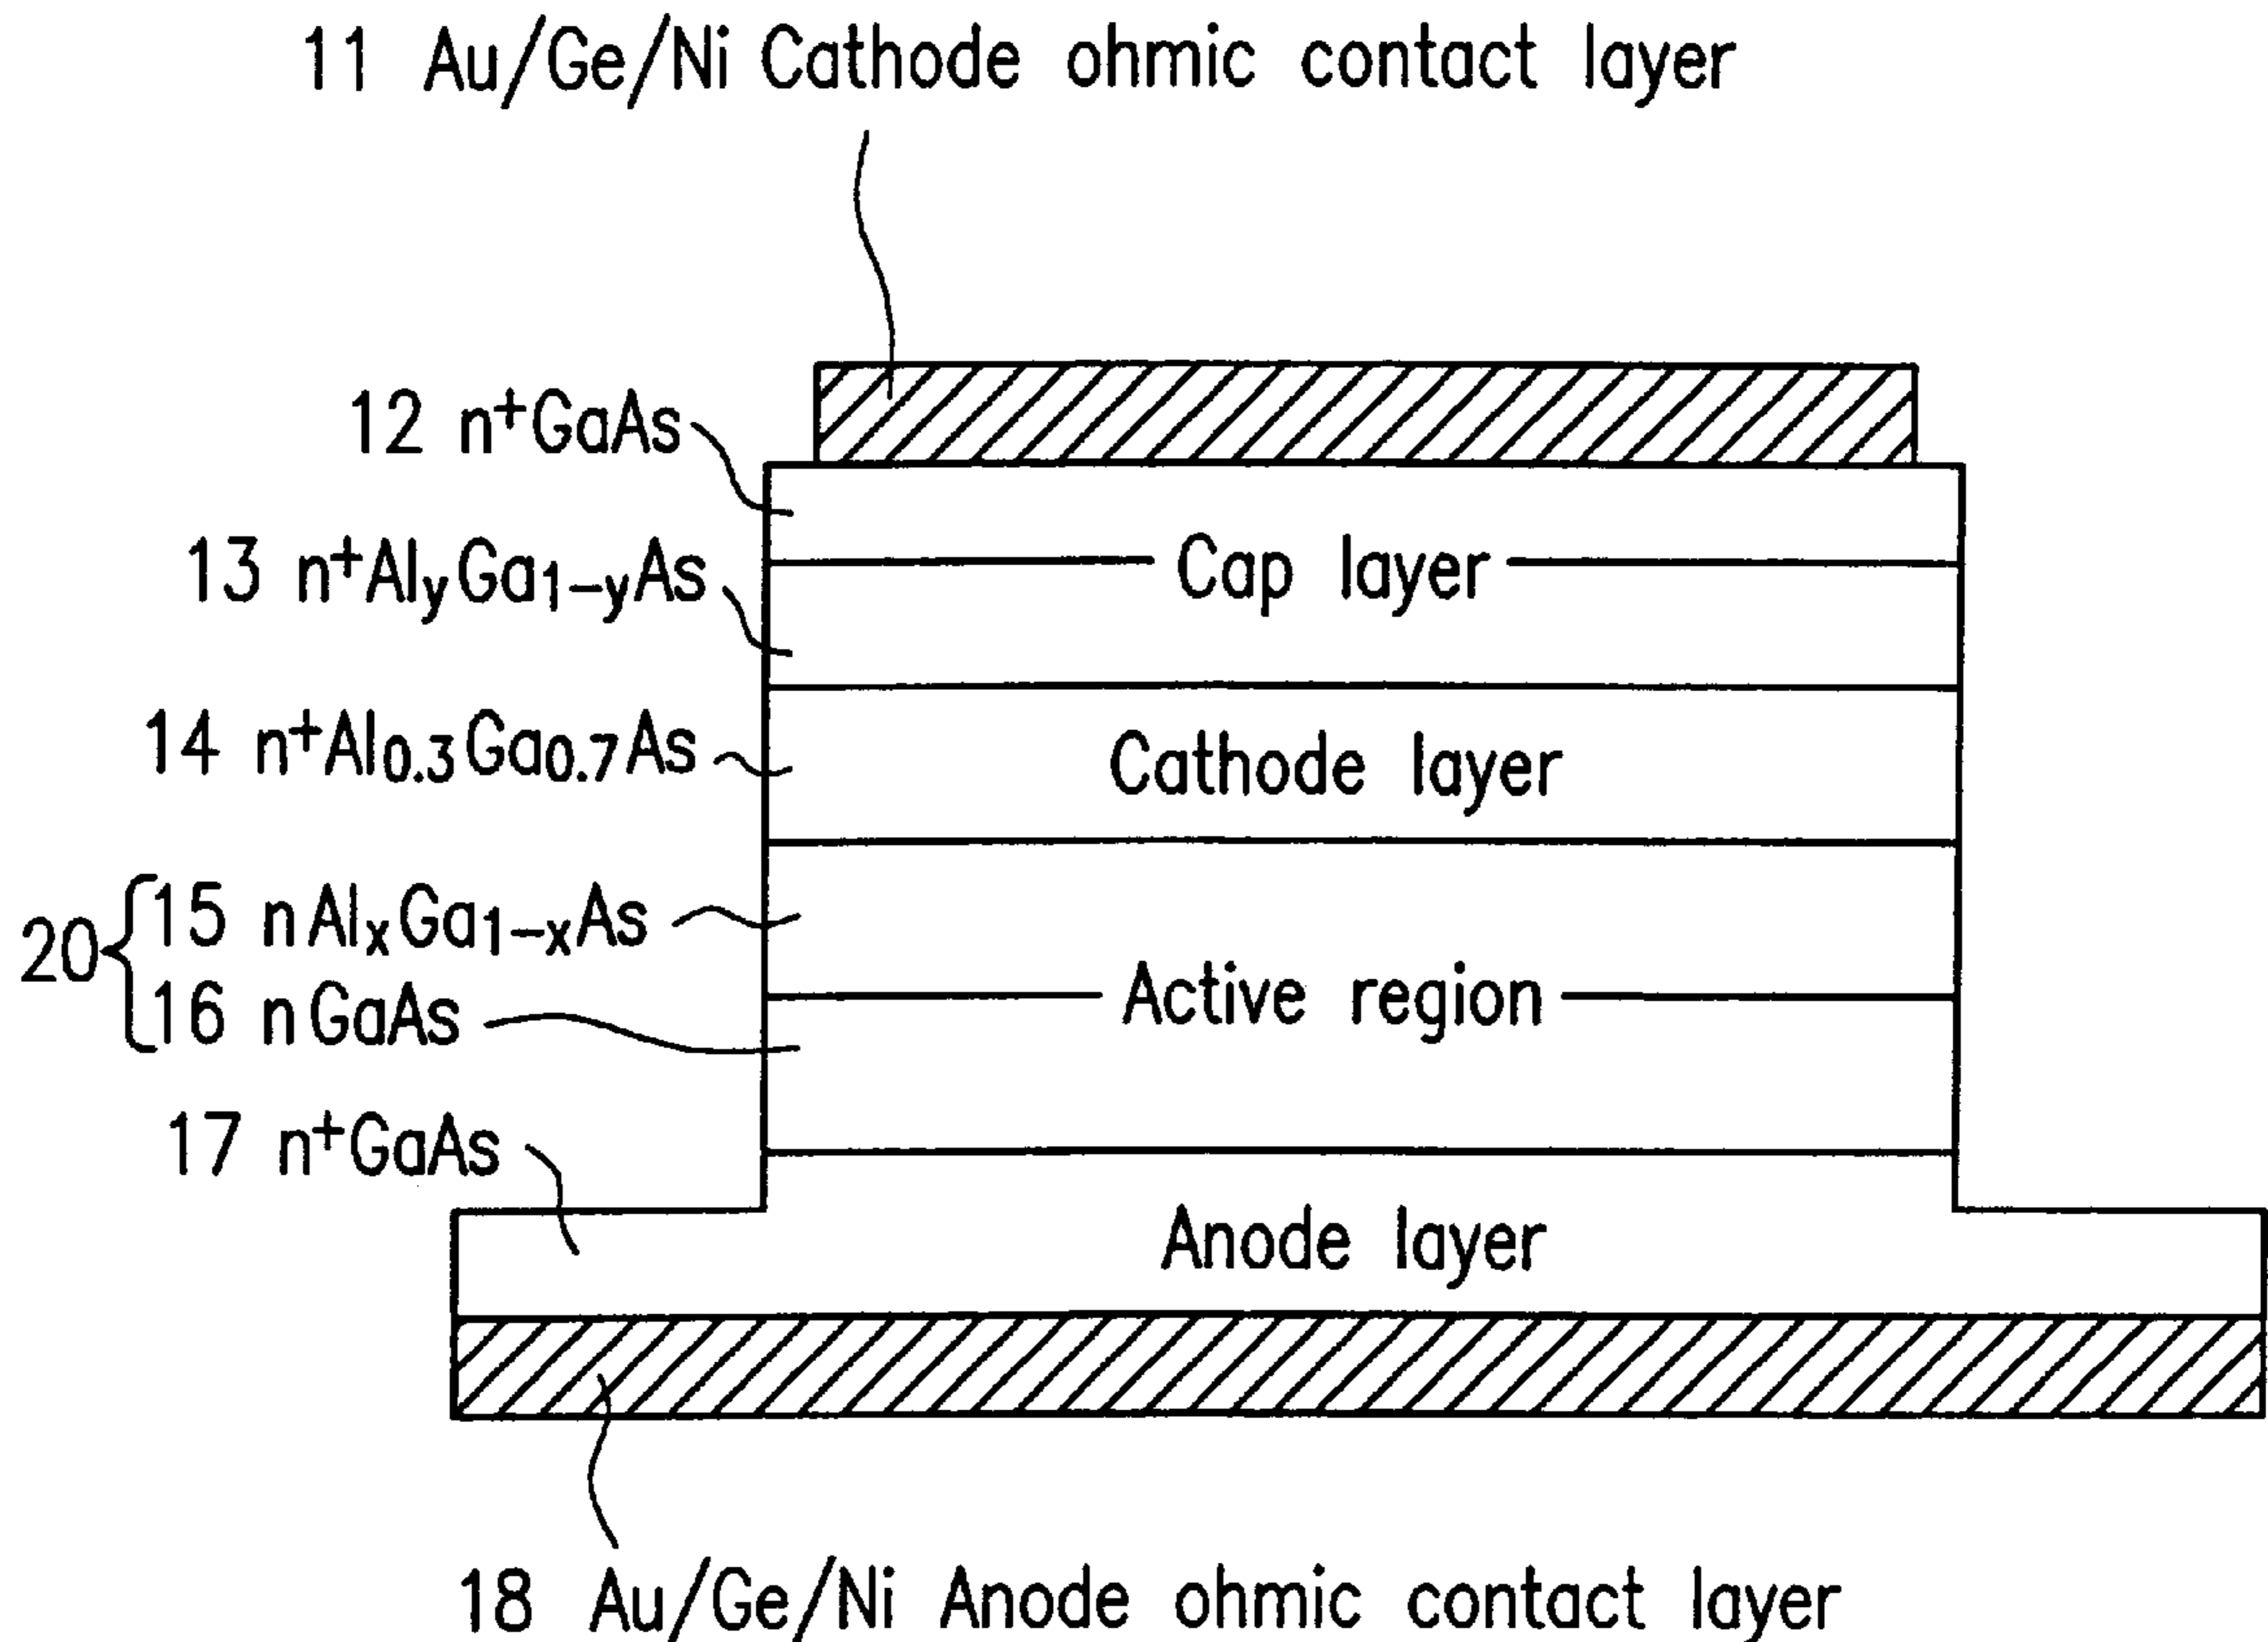 11 Au/Ge/Ni Cathode ohmic contact layer
12 n⁺GaAs
13 n⁺AlyGa1-yAs
Cap layer
14 n⁺Al0.3Ga0.7As
Cathode layer
20
15 nAlxGa1-xAs
16 nGaAs
Active region
17 n⁺GaAs
Anode layer
18 Au/Ge/Ni Anode ohmic contact layer